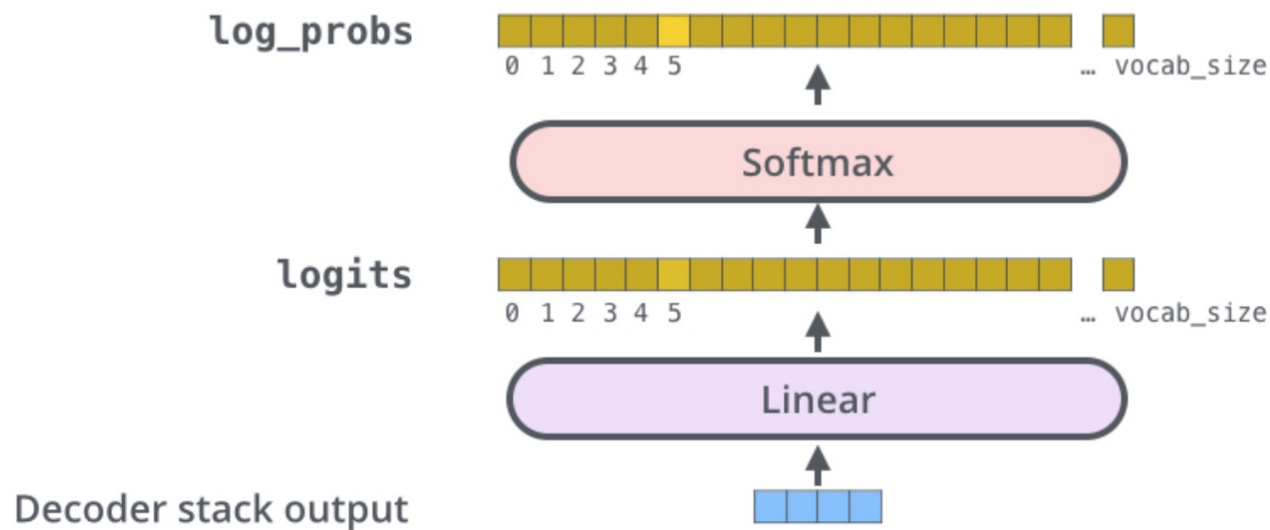 log_probs
0 1 2 3 4 5 … vocab_size
Softmax
logits
0 1 2 3 4 5 … vocab_size
Linear
Decoder stack output